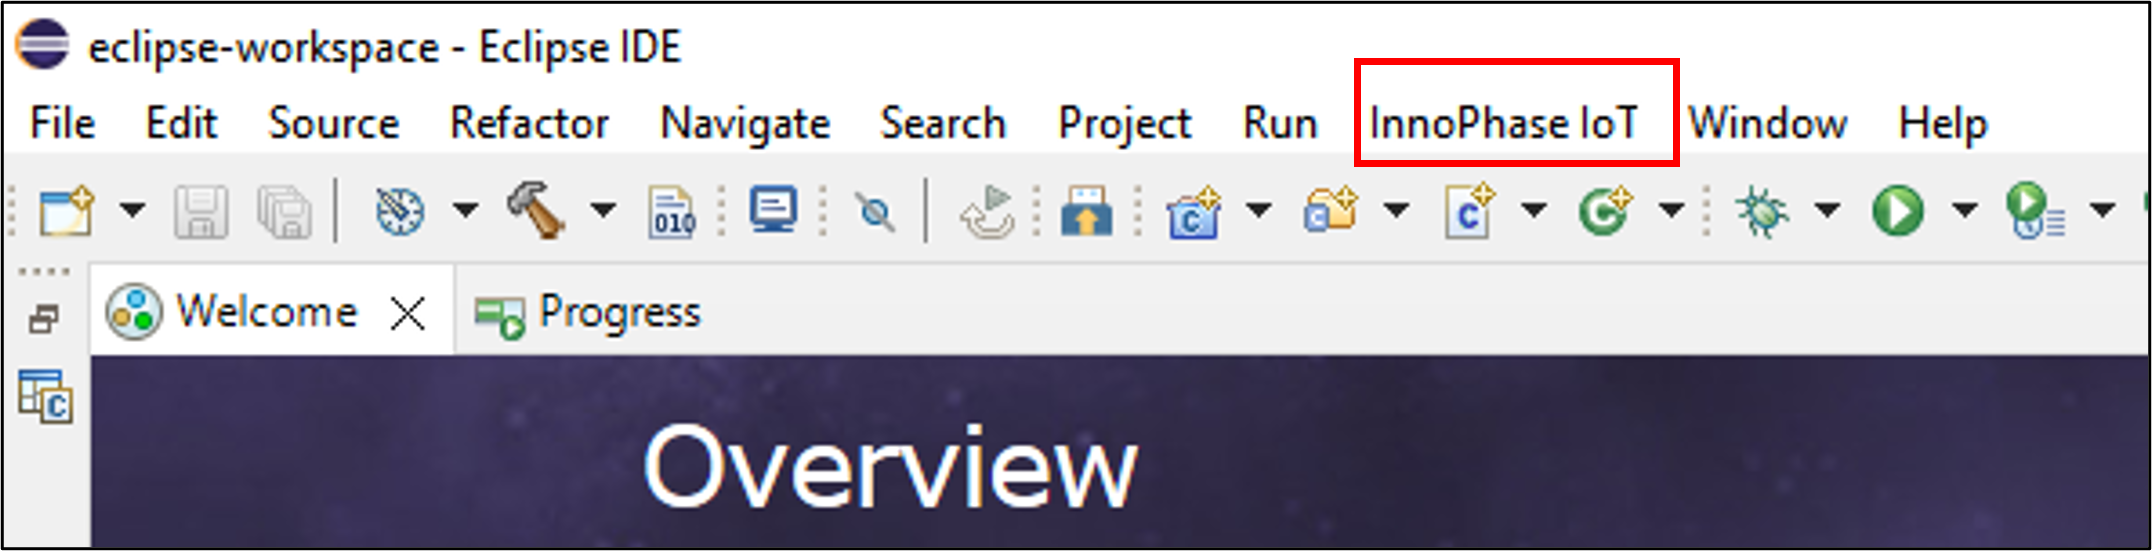 eclipse-workspace - Eclipse IDE
File Edit Source Refactor Navigate Search Project Run InnoPhase IoT Window Help
010 C C C C
Welcome Progress
C
Overview